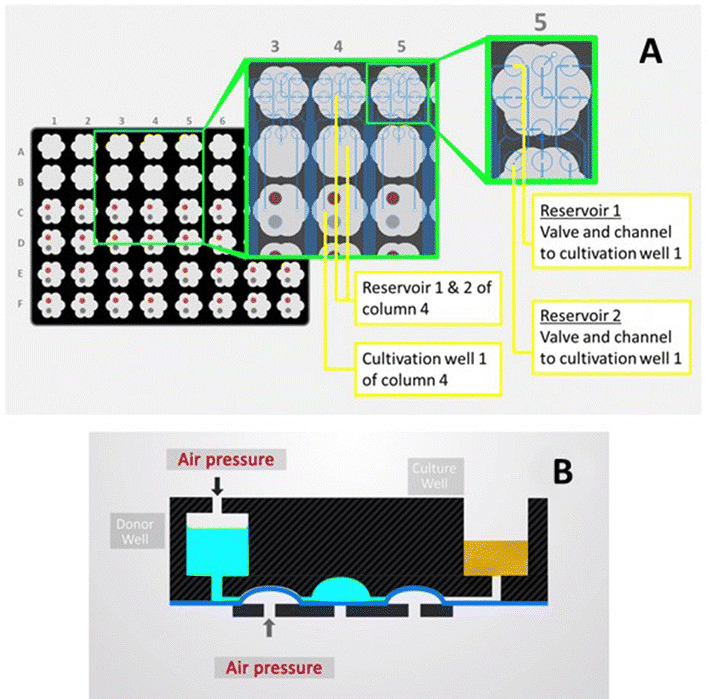 A
3 4 5
5
1 2 3 4 5 6
A
B
C
D
E
F
Reservoir 1
Valve and channel
to cultivation well 1
Reservoir 1 & 2 of
column 4
Reservoir 2
Valve and channel
to cultivation well 1
Cultivation well 1
of column 4
B
Air pressure
Culture
Well
Donor
Well
Air pressure